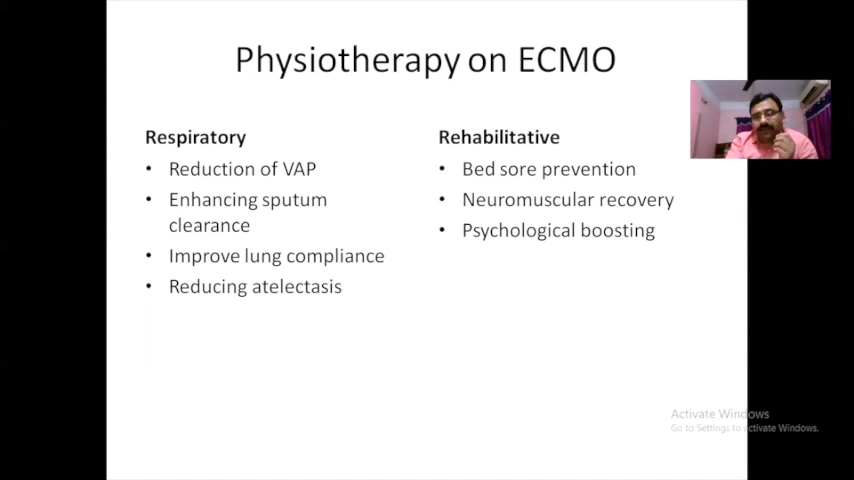 Physiotherapy on ECMO
Respiratory
• Reduction of VAP
• Enhancing sputum
clearance
• Improve lung compliance
• Reducing atelectasis
Rehabilitative
• Bed sore prevention
• Neuromuscular recovery
• Psychological boosting
Activate Windows
Go to Settings to activate Windows.